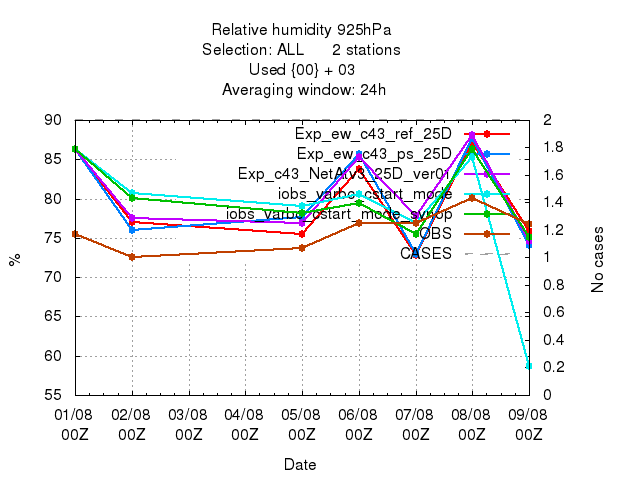 Relative humidity 925hPa
Selection: ALL 2 stations
Used {00} + 03
Averaging window: 24h
90
85
80
75
70
65
60
55
%
2
1.8
1.6
1.4
1.2
1
0.8
0.6
0.4
0.2
0
No cases
Exp_ew_c43_ref_25D
Exp_ew_c43_ps_25D
Exp_c43_NetAtvs_25D_ver01
iobs_varbc_cstart_mode
iobs_varbc_cstart_mode_synop
OBS
CASES
01/08 02/08 03/08 04/08 05/08 06/08 07/08 08/08 09/08
00Z 00Z 00Z 00Z 00Z 00Z 00Z 00Z 00Z
Date